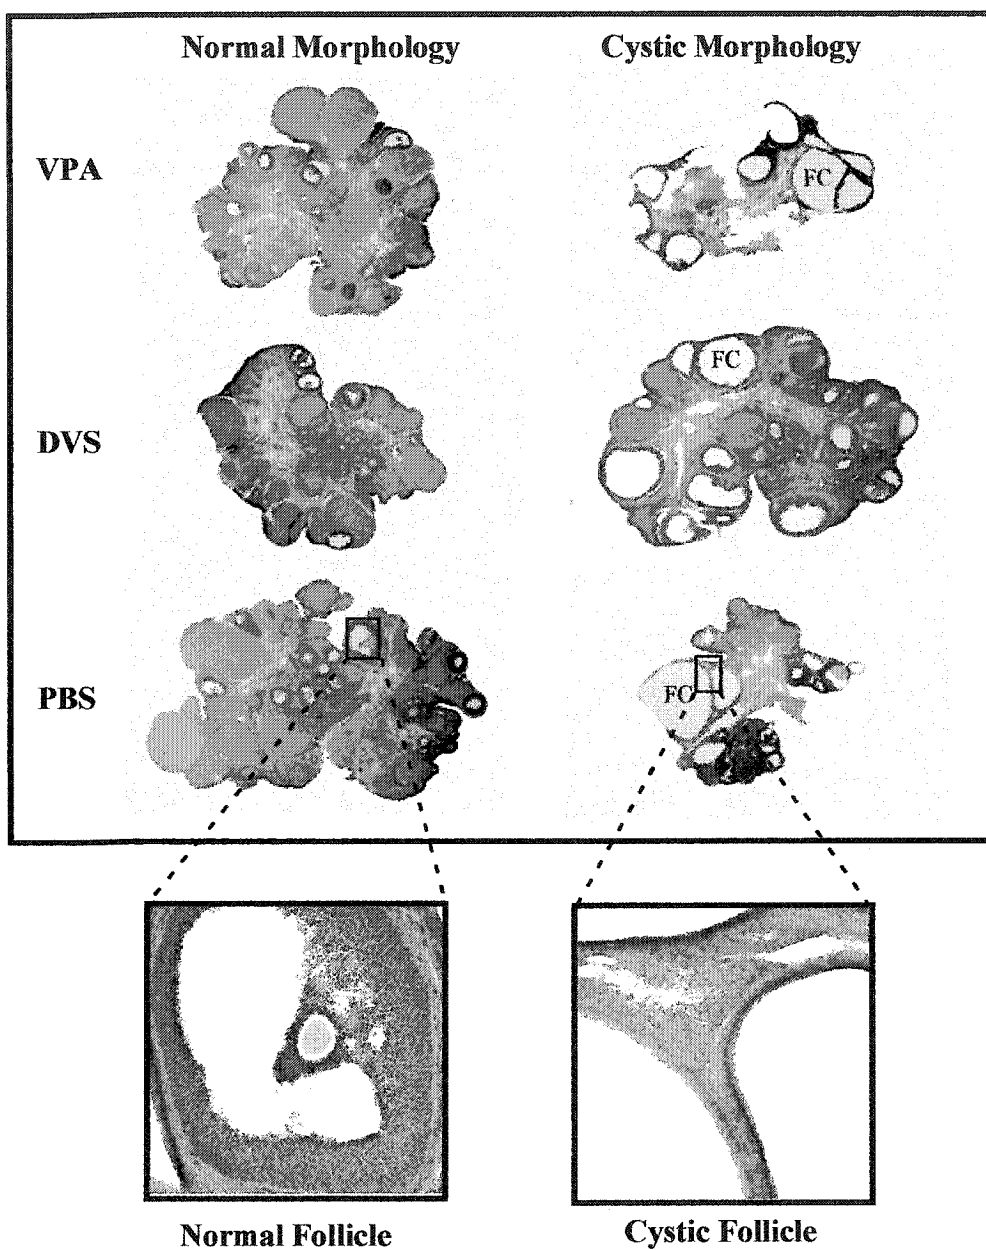 Normal Morphology Cystic Morphology
VPA
FC
DVS
FC
PBS
FC
Normal Follicle Cystic Follicle